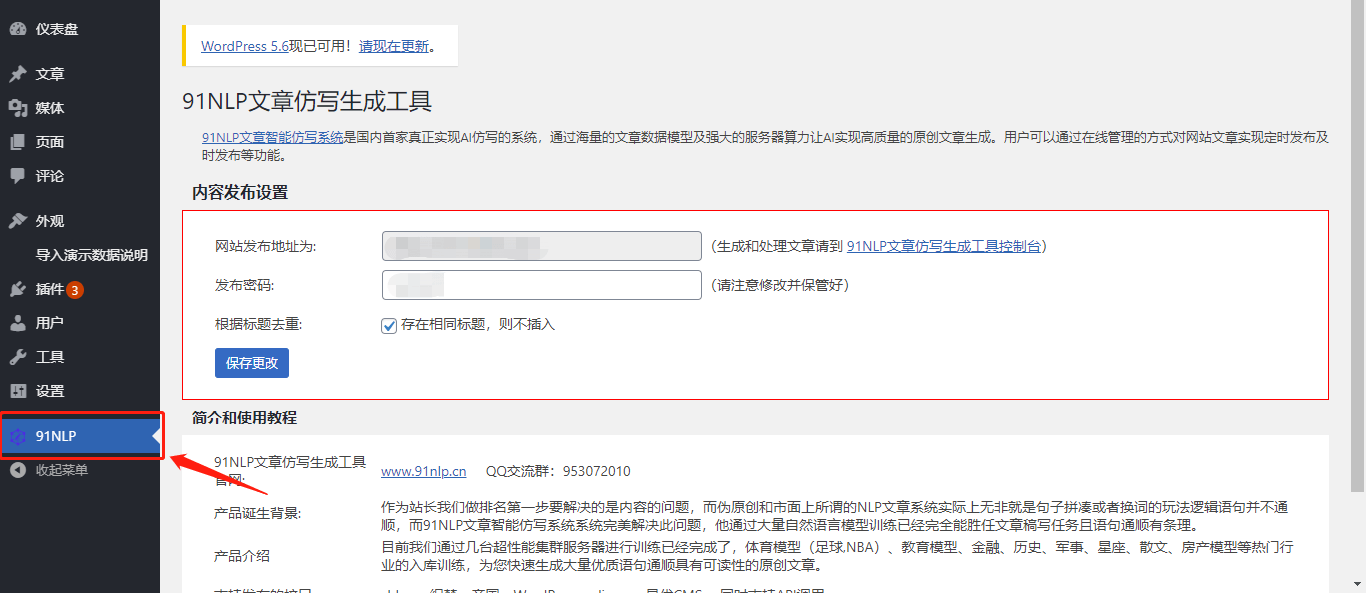 仪表盘
文章
媒体
页面
评论
外观
导入演示数据说明
插件 3
用户
工具
设置
91NLP
收起菜单
WordPress 5.6现已可用！请现在更新。
91NLP文章仿写生成工具
91NLP文章智能仿写系统是国内首家真正实现AI仿写的系统，通过海量的文章数据模型及强大的服务器算力让AI实现高质量的原创文章生成。用户可以通过在线管理的方式对网站文章实现定时发布及
时发布等功能。
内容发布设置
网站发布地址为:
(生成和处理文章请到 91NLP文章仿写生成工具控制台)
发布密码:
(请注意修改并保管好)
根据标题去重:
存在相同标题，则不插入
保存更改
简介和使用教程
91NLP文章仿写生成工具
官网:
www.91nlp.cn QQ交流群：953072010
产品诞生背景:
作为站长我们做排名第一步要解决的是内容的问题，而伪原创和市面上所谓的NLP文章系统实际上无非就是句子拼凑或者换词的玩法逻辑语句并不通
顺，而91NLP文章智能仿写系统系统完美解决此问题，他通过大量自然语言模型训练已经完全能胜任文章稿写任务且语句通顺有条理。
产品介绍
目前我们通过几台超性能集群服务器进行训练已经完成了，体育模型（足球,NBA）、教育模型、金融、历史、军事、星座、散文、房产模型等热门行
业的入库训练，为您快速生成大量优质语句通顺具有可读性的原创文章。